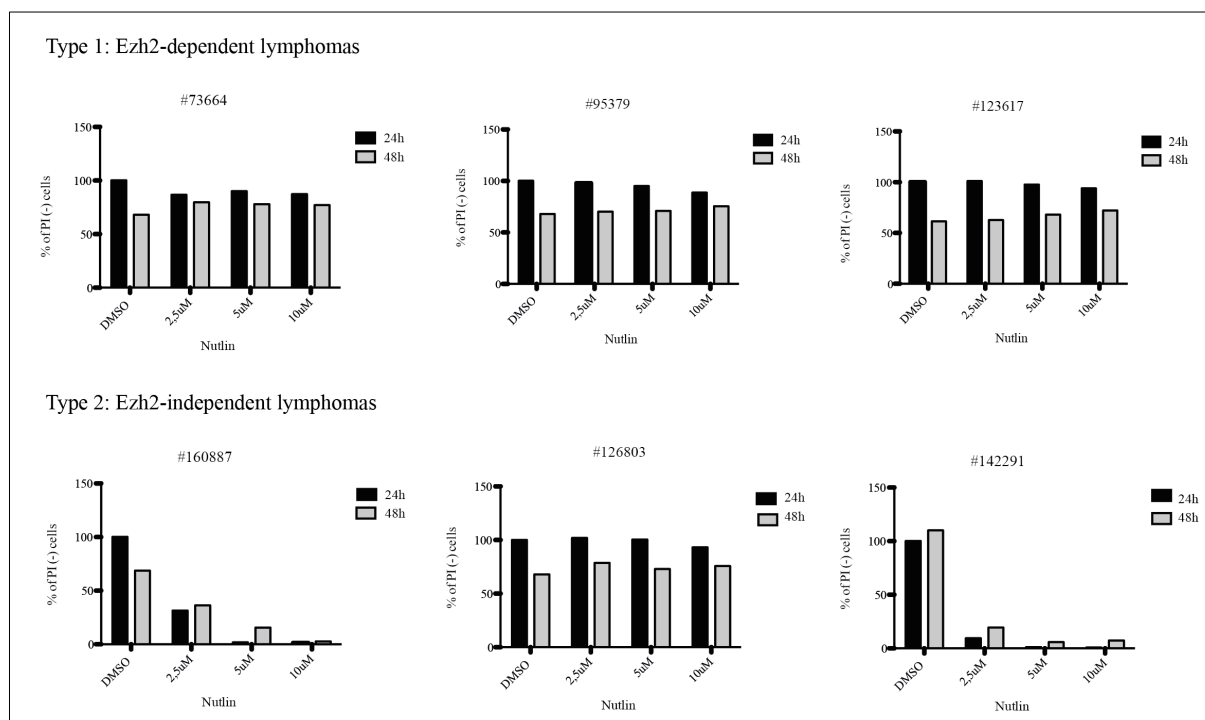 Type 1: Ezh2-dependent lymphomas
#73664
150
100
50
0
% of PI (-) cells
24h
48h
DMSO
2,5uM
5uM
10uM
Nutlin
#95379
150
100
50
0
% of PI (-) cells
24h
48h
DMSO
2,5uM
5uM
10uM
Nutlin
#123617
150
100
50
0
% of PI (-) cells
24h
48h
DMSO
2,5uM
5uM
10uM
Nutlin
Type 2: Ezh2-independent lymphomas
#160887
150
100
50
0
% of PI (-) cells
24h
48h
DMSO
2,5uM
5uM
10uM
Nutlin
#126803
150
100
50
0
% of PI (-) cells
24h
48h
DMSO
2,5uM
5uM
10uM
Nutlin
#142291
150
100
50
0
% of PI (-) cells
24h
48h
DMSO
2,5uM
5uM
10uM
Nutlin